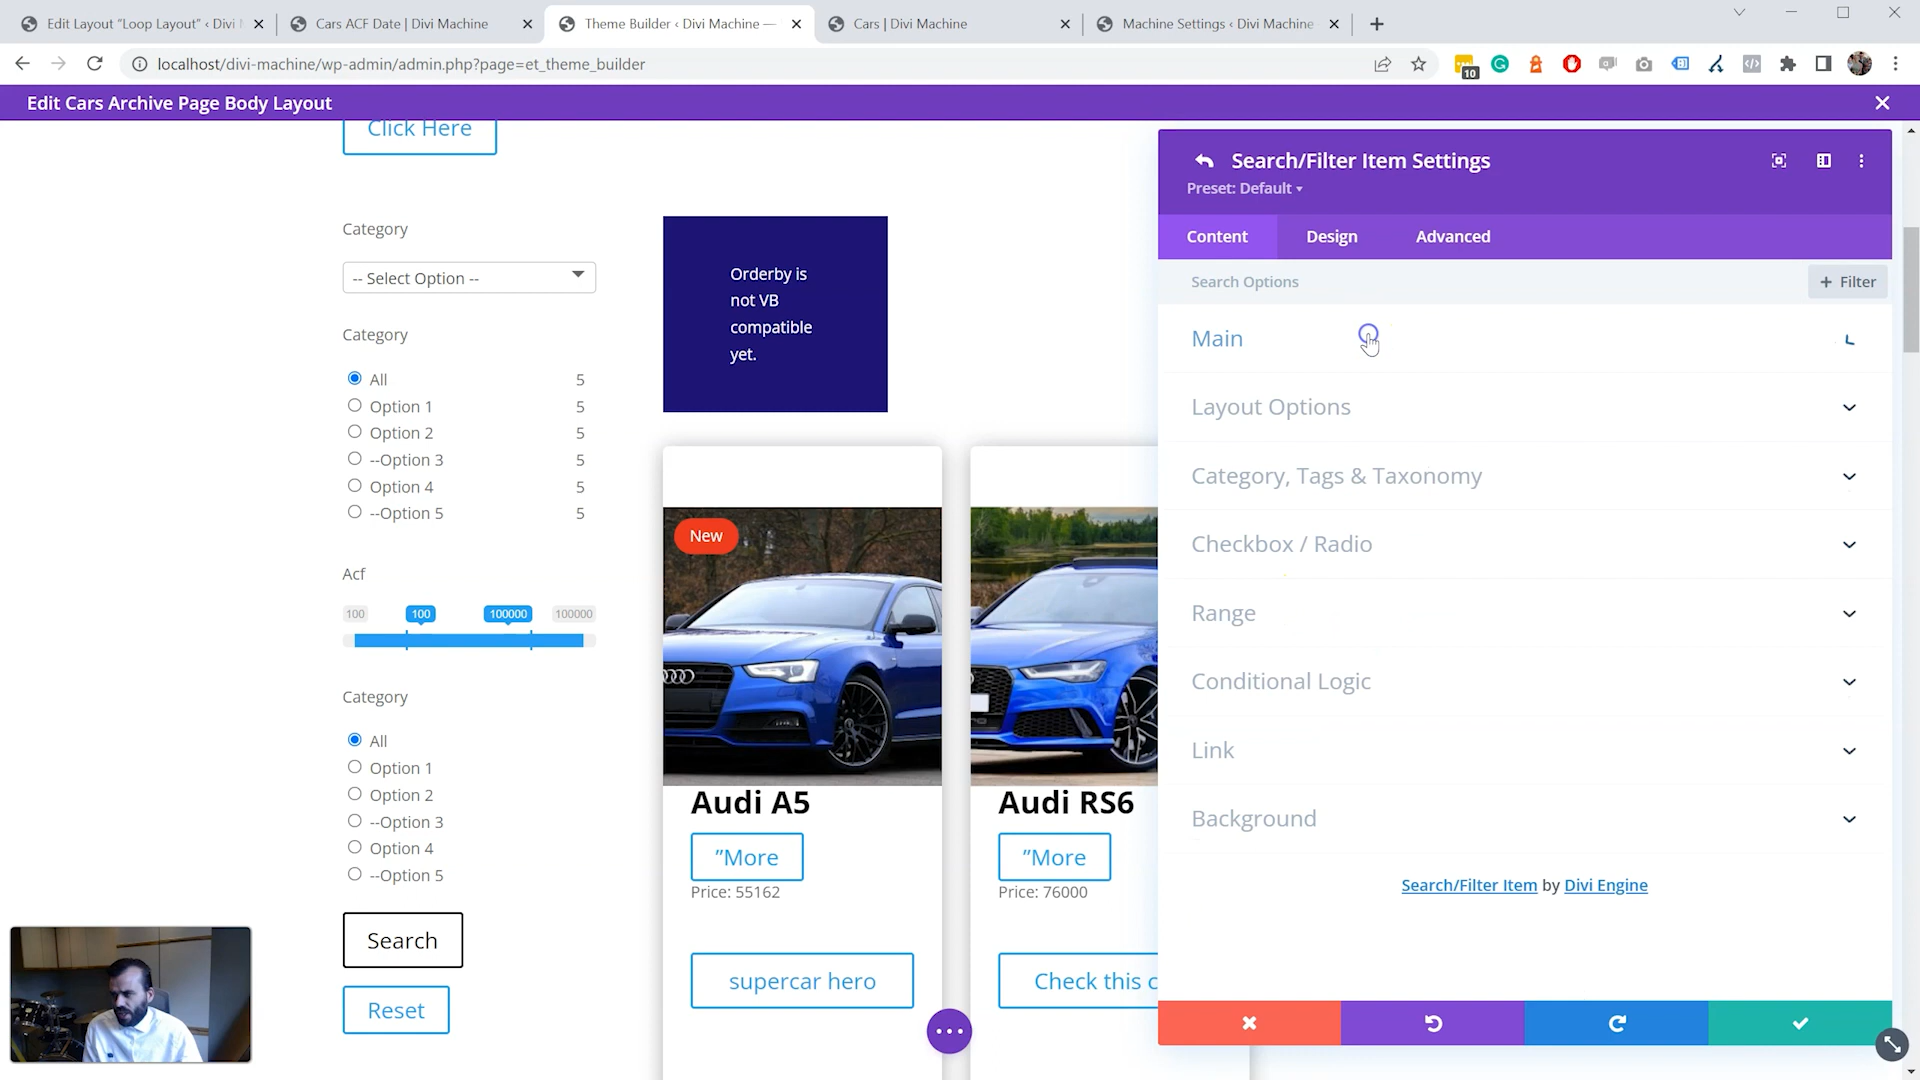 Edit Layout "Loop Layout" ‹ Divi M
Cars ACF Date | Divi Machine
Theme Builder ‹ Divi Machine —
Cars | Divi Machine
Machine Settings ‹ Divi Machine
localhost/divi-machine/wp-admin/admin.php?page=et_theme_builder
10
Edit Cars Archive Page Body Layout
Click Here
Category
-- Select Option --
Category
All 5
Option 1 5
Option 2 5
--Option 3 5
Option 4 5
--Option 5 5
Acf
100 100 100000 100000
Category
All
Option 1
Option 2
--Option 3
Option 4
--Option 5
Search
Reset
Orderby is
not VB
compatible
yet.
New
Audi A5
"More
Price: 55162
supercar hero
Audi RS6
"More
Price: 76000
Check this c
Search/Filter Item Settings
Preset: Default
Content Design Advanced
Search Options
+ Filter
Main
Layout Options
Category, Tags & Taxonomy
Checkbox / Radio
Range
Conditional Logic
Link
Background
Search/Filter Item by Divi Engine